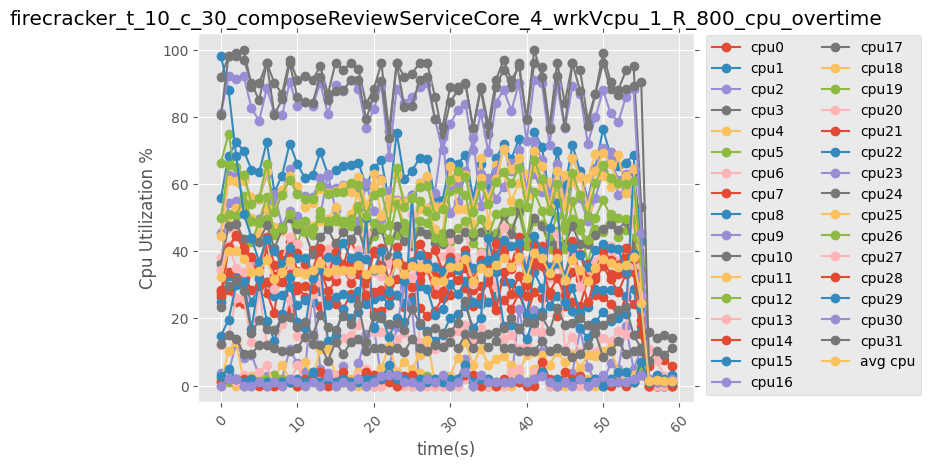 firecracker_t_10_c_30_composeReviewServiceCore_4_wrkVcpu_1_R_800_cpu_overtime
100
80
60
40
20
0
Cpu Utilization %
0
10
20
30
40
50
60
time(s)
cpu0
cpu1
cpu2
cpu3
cpu4
cpu5
cpu6
cpu7
cpu8
cpu9
cpu10
cpu11
cpu12
cpu13
cpu14
cpu15
cpu16
cpu17
cpu18
cpu19
cpu20
cpu21
cpu22
cpu23
cpu24
cpu25
cpu26
cpu27
cpu28
cpu29
cpu30
cpu31
avg cpu